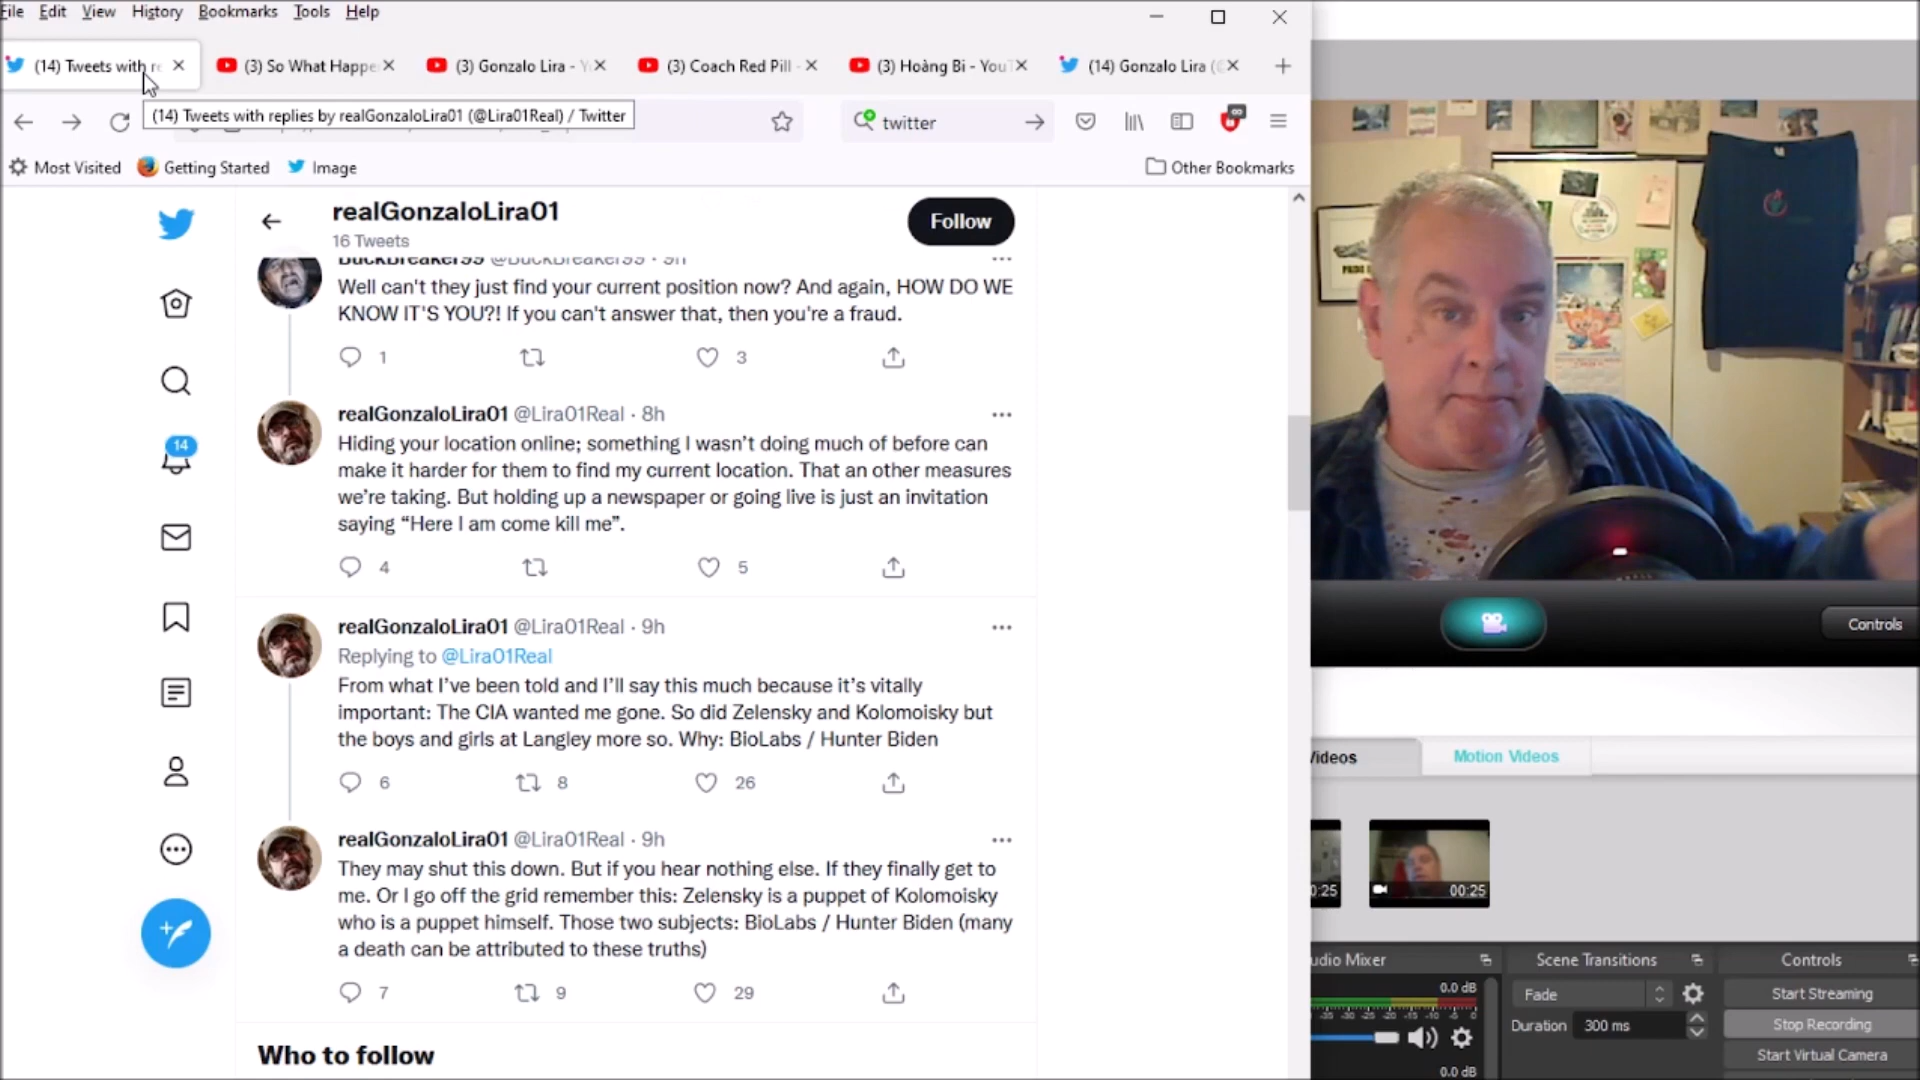 File Edit View History Bookmarks Tools Help
(14) Tweets with re
(3) So What Happe
(3) Gonzalo Lira - Y
(3) Coach Red Pill -
(3) Hoàng Bi - YouT
(14) Gonzalo Lira (@
(14) Tweets with replies by realGonzaloLira01 (@Lira01Real) / Twitter
twitter
Most Visited Getting Started Image Other Bookmarks
realGonzaloLira01
16 Tweets
Follow
BuckBreaker99 @BuckBreaker99 · 9h
Well can't they just find your current position now? And again, HOW DO WE
KNOW IT'S YOU?! If you can't answer that, then you're a fraud.
1 3
realGonzaloLira01 @Lira01Real · 8h
Hiding your location online; something I wasn’t doing much of before can
make it harder for them to find my current location. That an other measures
we’re taking. But holding up a newspaper or going live is just an invitation
saying “Here I am come kill me”.
4 5
14
realGonzaloLira01 @Lira01Real · 9h
Replying to @Lira01Real
From what I’ve been told and I’ll say this much because it’s vitally
important: The CIA wanted me gone. So did Zelensky and Kolomoisky but
the boys and girls at Langley more so. Why: BioLabs / Hunter Biden
6 8 26
realGonzaloLira01 @Lira01Real · 9h
They may shut this down. But if you hear nothing else. If they finally get to
me. Or I go off the grid remember this: Zelensky is a puppet of Kolomoisky
who is a puppet himself. Those two subjects: BioLabs / Hunter Biden (many
a death can be attributed to these truths)
7 9 29
Who to follow
Controls
Videos Motion Videos
0:25 00:25
udio Mixer Scene Transitions Controls
0.0 dB
-35 -30 -25 -20 -15 -10 -5 0
0.0 dB
Fade
Duration 300 ms
Start Streaming
Stop Recording
Start Virtual Camera